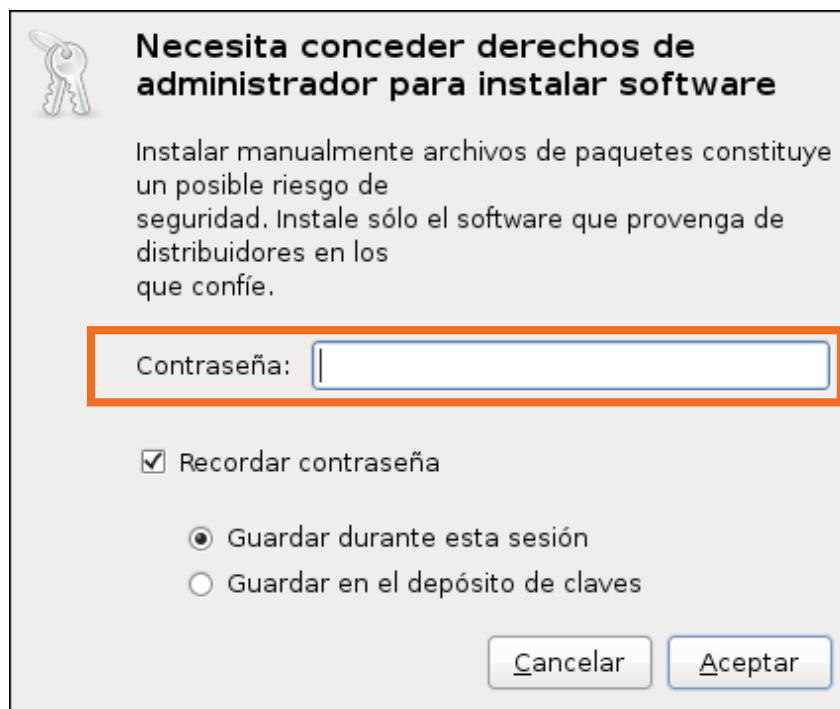 Necesita conceder derechos de
administrador para instalar software
Instalar manualmente archivos de paquetes constituye
un posible riesgo de
seguridad. Instale sólo el software que provenga de
distribuidores en los
que confíe.
Contraseña:
Recordar contraseña
Guardar durante esta sesión
Guardar en el depósito de claves
Cancelar Aceptar